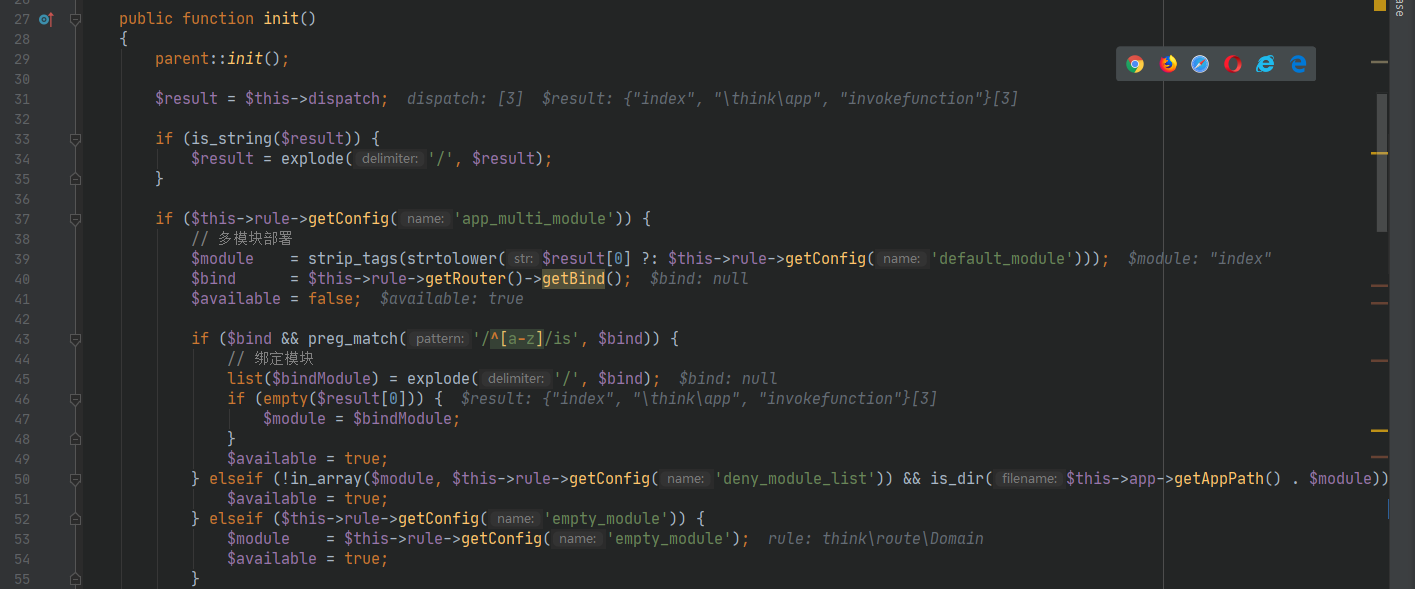 27 public function init()
28 {
29 parent::init();
30
31 $result = $this->dispatch; dispatch: [3] $result: {"index", "\think\app", "invokefunction"}[3]
32
33 if (is_string($result)) {
34 $result = explode( delimiter: '/', $result);
35 }
36
37 if ($this->rule->getConfig( name: 'app_multi_module')) {
38 // 多模块部署
39 $module = strip_tags(strtolower( str: $result[0] ?: $this->rule->getConfig( name: 'default_module'))); $module: "index"
40 $bind = $this->rule->getRouter()->getBind(); $bind: null
41 $available = false; $available: true
42
43 if ($bind && preg_match( pattern: '/^[a-z]/is', $bind)) {
44 // 绑定模块
45 list($bindModule) = explode( delimiter: '/', $bind); $bind: null
46 if (empty($result[0])) { $result: {"index", "\think\app", "invokefunction"}[3]
47 $module = $bindModule;
48 }
49 $available = true;
50 } elseif (!in_array($module, $this->rule->getConfig( name: 'deny_module_list')) && is_dir( filename: $this->app->getAppPath() . $module))
51 $available = true;
52 } elseif ($this->rule->getConfig( name: 'empty_module')) {
53 $module = $this->rule->getConfig( name: 'empty_module'); rule: think\route\Domain
54 $available = true;
55 }